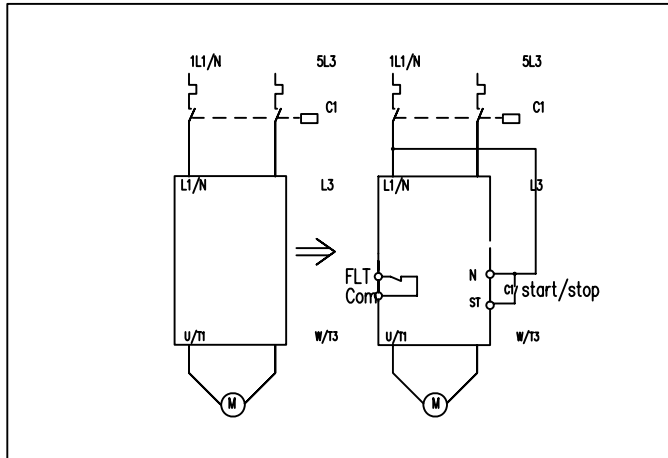 1L1/N 5L3 1L1/N 5L3
C1 C1
L1/N L3 L1/N L3
FLT N
Com ST C1 start/stop
U/T1 W/T3 U/T1 W/T3
M M